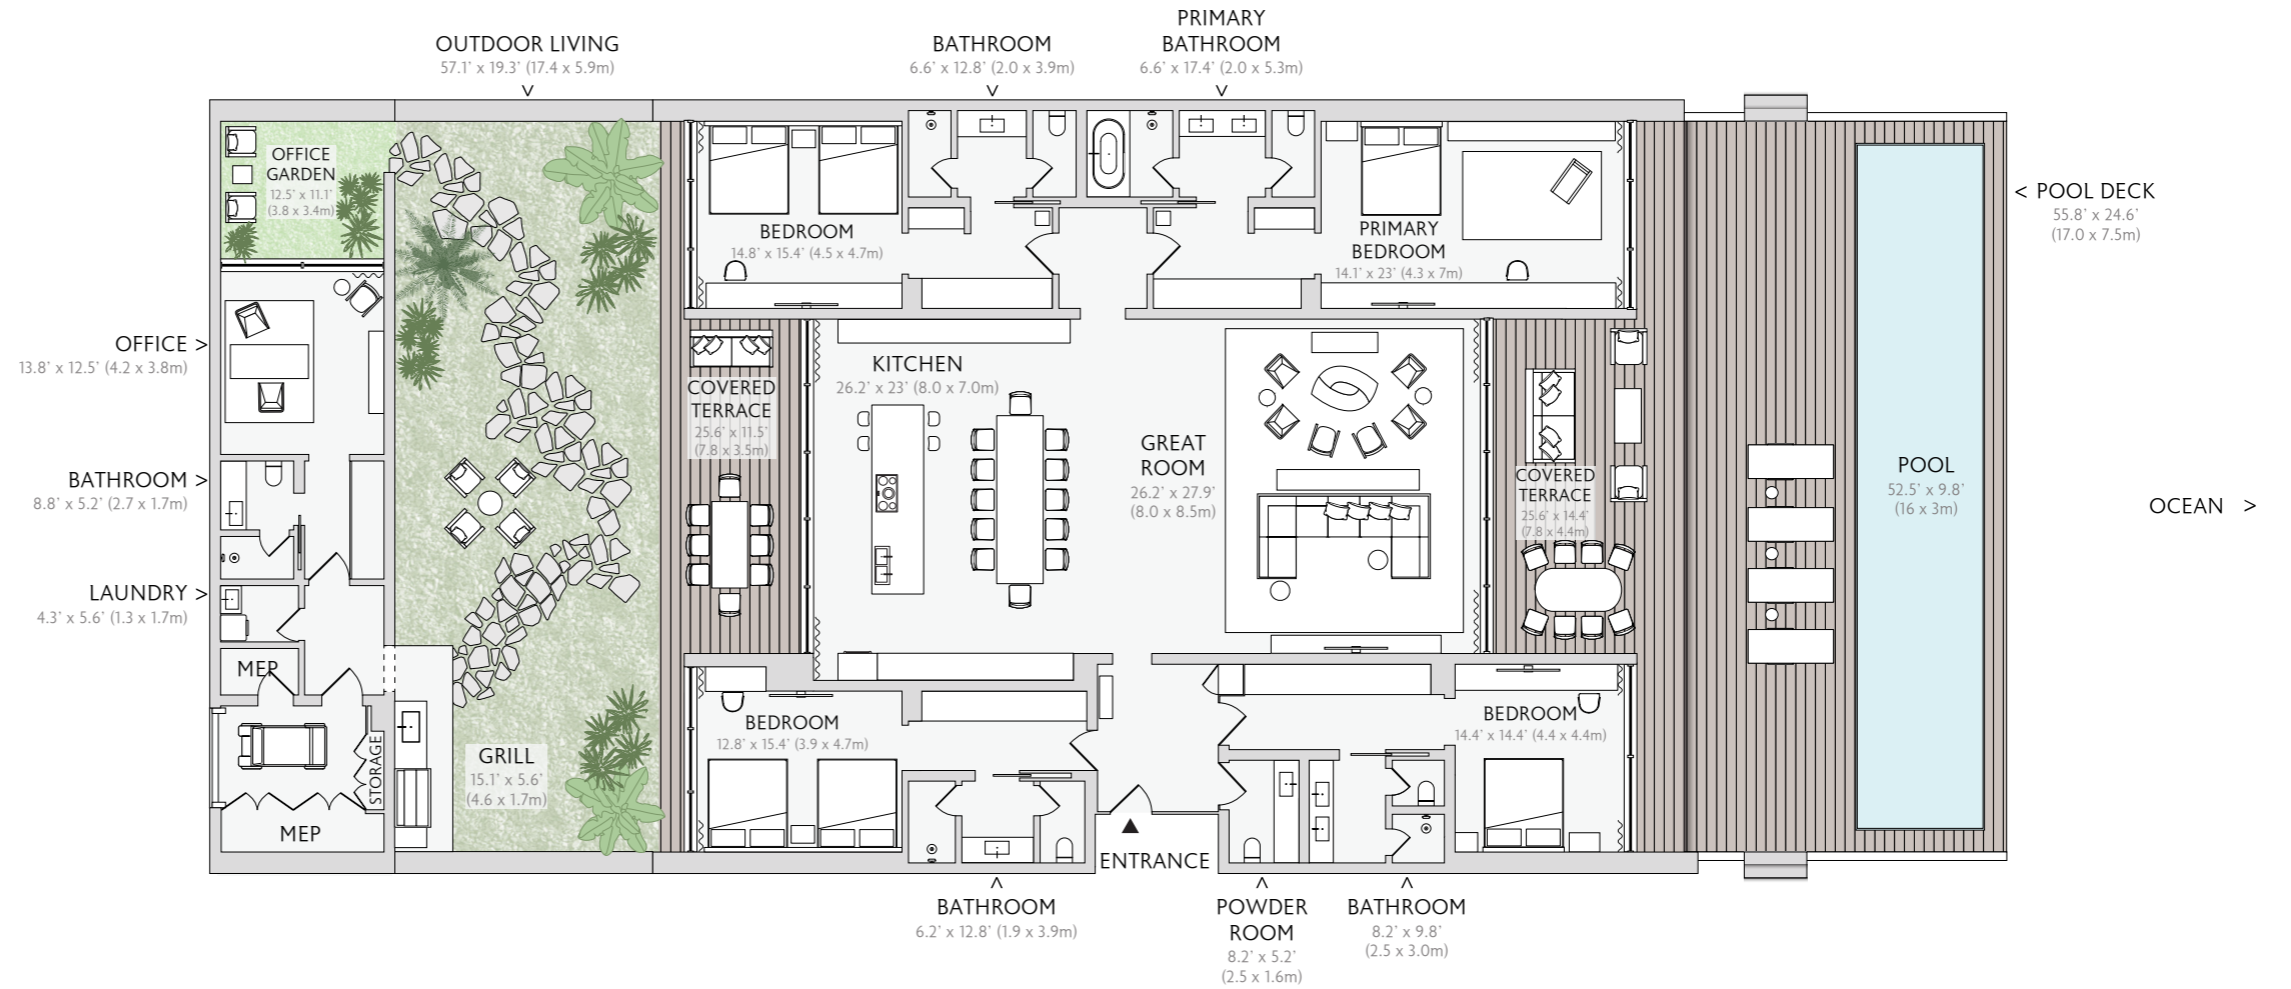 OUTDOOR LIVING
57.1' x 19.3' (17.4 x 5.9m)
BATHROOM
6.6' x 12.8' (2.0 x 3.9m)
PRIMARY
BATHROOM
6.6' x 17.4' (2.0 x 5.3m)
OFFICE
GARDEN
12.5' x 11.1'
(3.8 x 3.4m)
BEDROOM
14.8' x 15.4' (4.5 x 4.7m)
PRIMARY
BEDROOM
14.1' x 23' (4.3 x 7m)
< POOL DECK
55.8' x 24.6'
(17.0 x 7.5m)
OFFICE >
13.8' x 12.5' (4.2 x 3.8m)
BATHROOM >
8.8' x 5.2' (2.7 x 1.7m)
LAUNDRY >
4.3' x 5.6' (1.3 x 1.7m)
COVERED
TERRACE
25.6' x 11.5'
(7.8 x 3.5m)
KITCHEN
26.2' x 23' (8.0 x 7.0m)
GREAT
ROOM
26.2' x 27.9'
(8.0 x 8.5m)
COVERED
TERRACE
25.6' x 14.4'
(7.8 x 4.4m)
POOL
52.5' x 9.8'
(16 x 3m)
OCEAN >
MEP
STORAGE
MEP
GRILL
15.1' x 5.6'
(4.6 x 1.7m)
BEDROOM
12.8' x 15.4' (3.9 x 4.7m)
BEDROOM
14.4' x 14.4' (4.4 x 4.4m)
ENTRANCE
BATHROOM
6.2' x 12.8' (1.9 x 3.9m)
POWDER
ROOM
8.2' x 5.2'
(2.5 x 1.6m)
BATHROOM
8.2' x 9.8'
(2.5 x 3.0m)